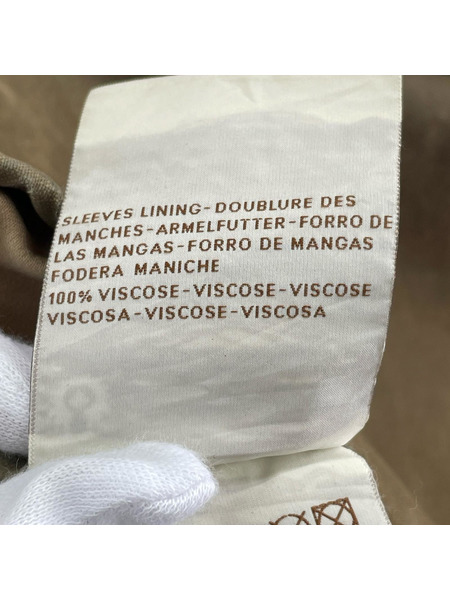 SLEEVES LINING-DOUBLURE DES
MANCHES-ARMELFUTTER-FORRO DE
LAS MANGAS-FORRO DE MANGAS
FODERA MANICHE
100% VISCOSE-VISCOSE-VISCOSE
VISCOSA-VISCOSE-VISCOSA